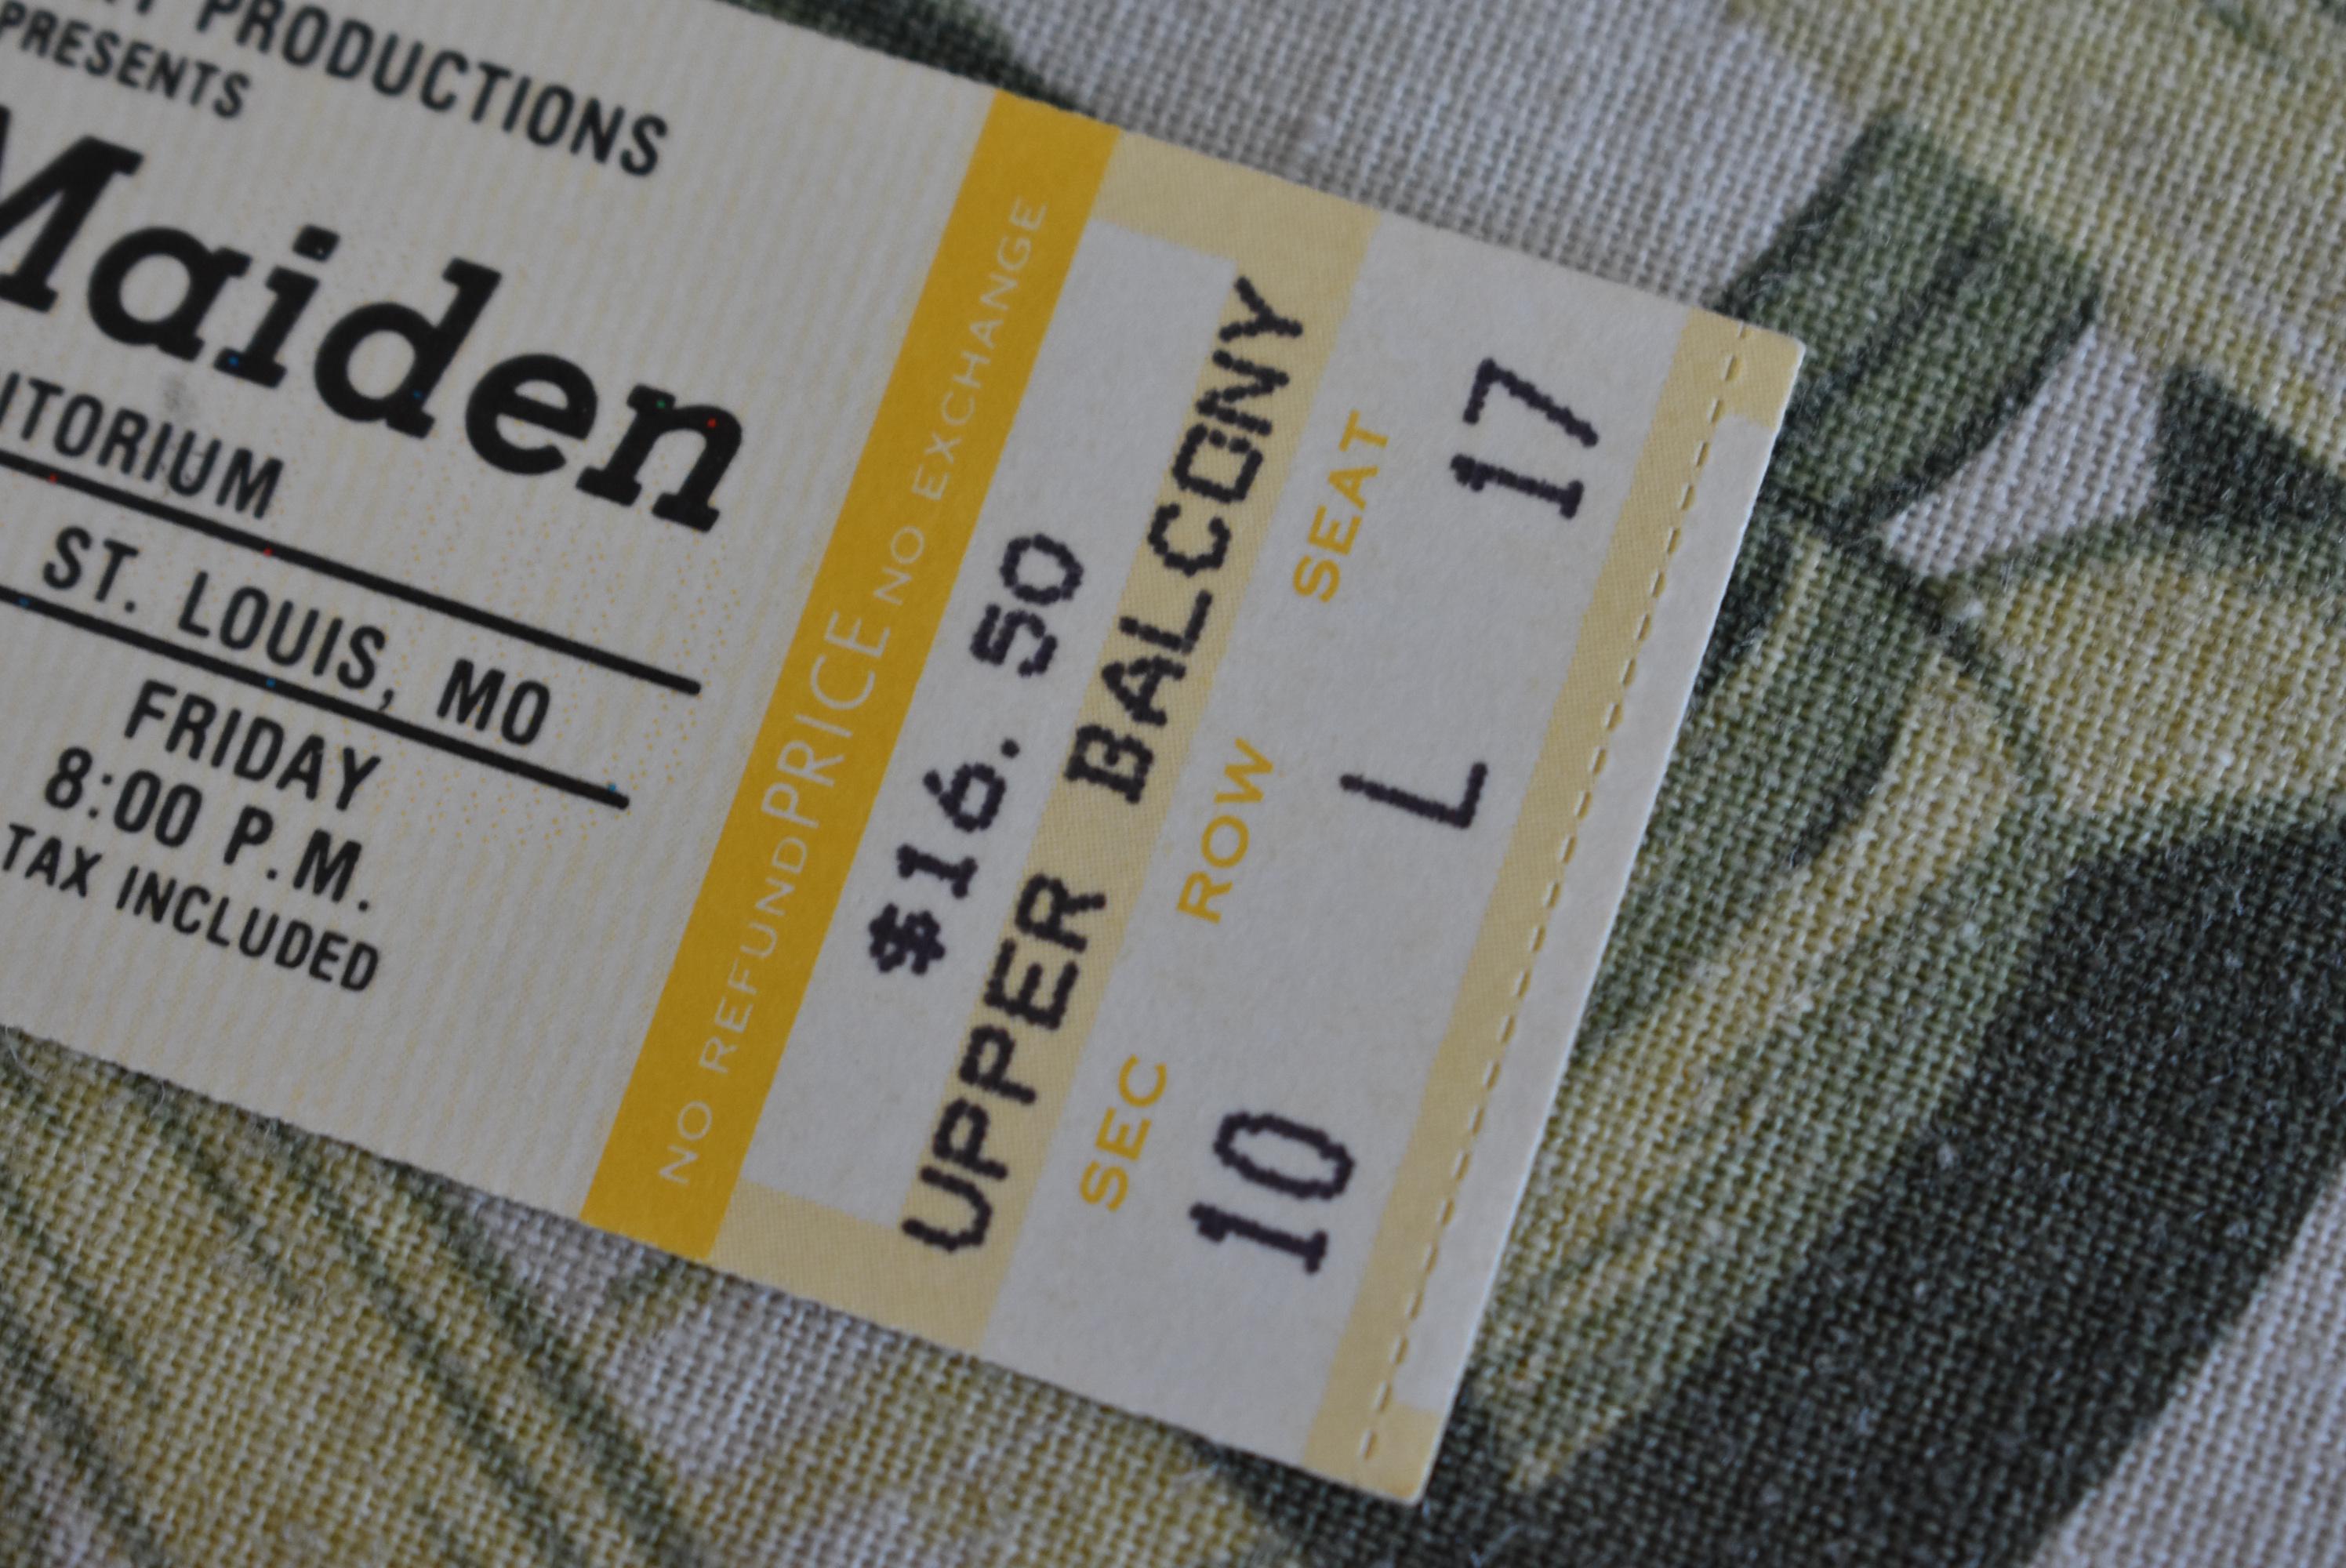 PRODUCTIONS
PRESENTS
Maiden
ITORIUM
ST. LOUIS, MO
FRIDAY
8:00 P.M.
TAX INCLUDED
NO REFUND PRICE NO EXCHANGE
$16.50
UPPER BALCONY
SEC ROW SEAT
10 L 17